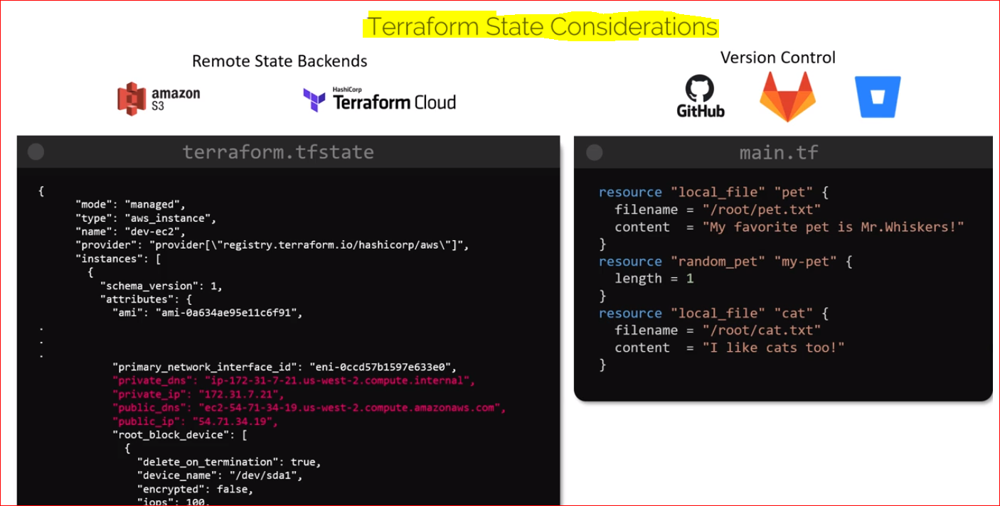 Terraform State Considerations
Remote State Backends
Version Control
amazon
S3
HashiCorp
Terraform Cloud
GitHub
terraform.tfstate
{
"mode": "managed",
"type": "aws_instance",
"name": "dev-ec2",
"provider": "provider[\"registry.terraform.io/hashicorp/aws\"]",
"instances": [
{
"schema_version": 1,
"attributes": {
"ami": "ami-0a634ae95e11c6f91",
.
.
.
"primary_network_interface_id": "eni-0ccd57b1597e633e0",
"private_dns": "ip-172-31-7-21.us-west-2.compute.internal",
"private_ip": "172.31.7.21",
"public_dns": "ec2-54-71-34-19.us-west-2.compute.amazonaws.com",
"public_ip": "54.71.34.19",
"root_block_device": [
{
"delete_on_termination": true,
"device_name": "/dev/sda1",
"encrypted": false,
"iops": 100,
main.tf
resource "local_file" "pet" {
filename = "/root/pet.txt"
content = "My favorite pet is Mr.Whiskers!"
}
resource "random_pet" "my-pet" {
length = 1
}
resource "local_file" "cat" {
filename = "/root/cat.txt"
content = "I like cats too!"
}